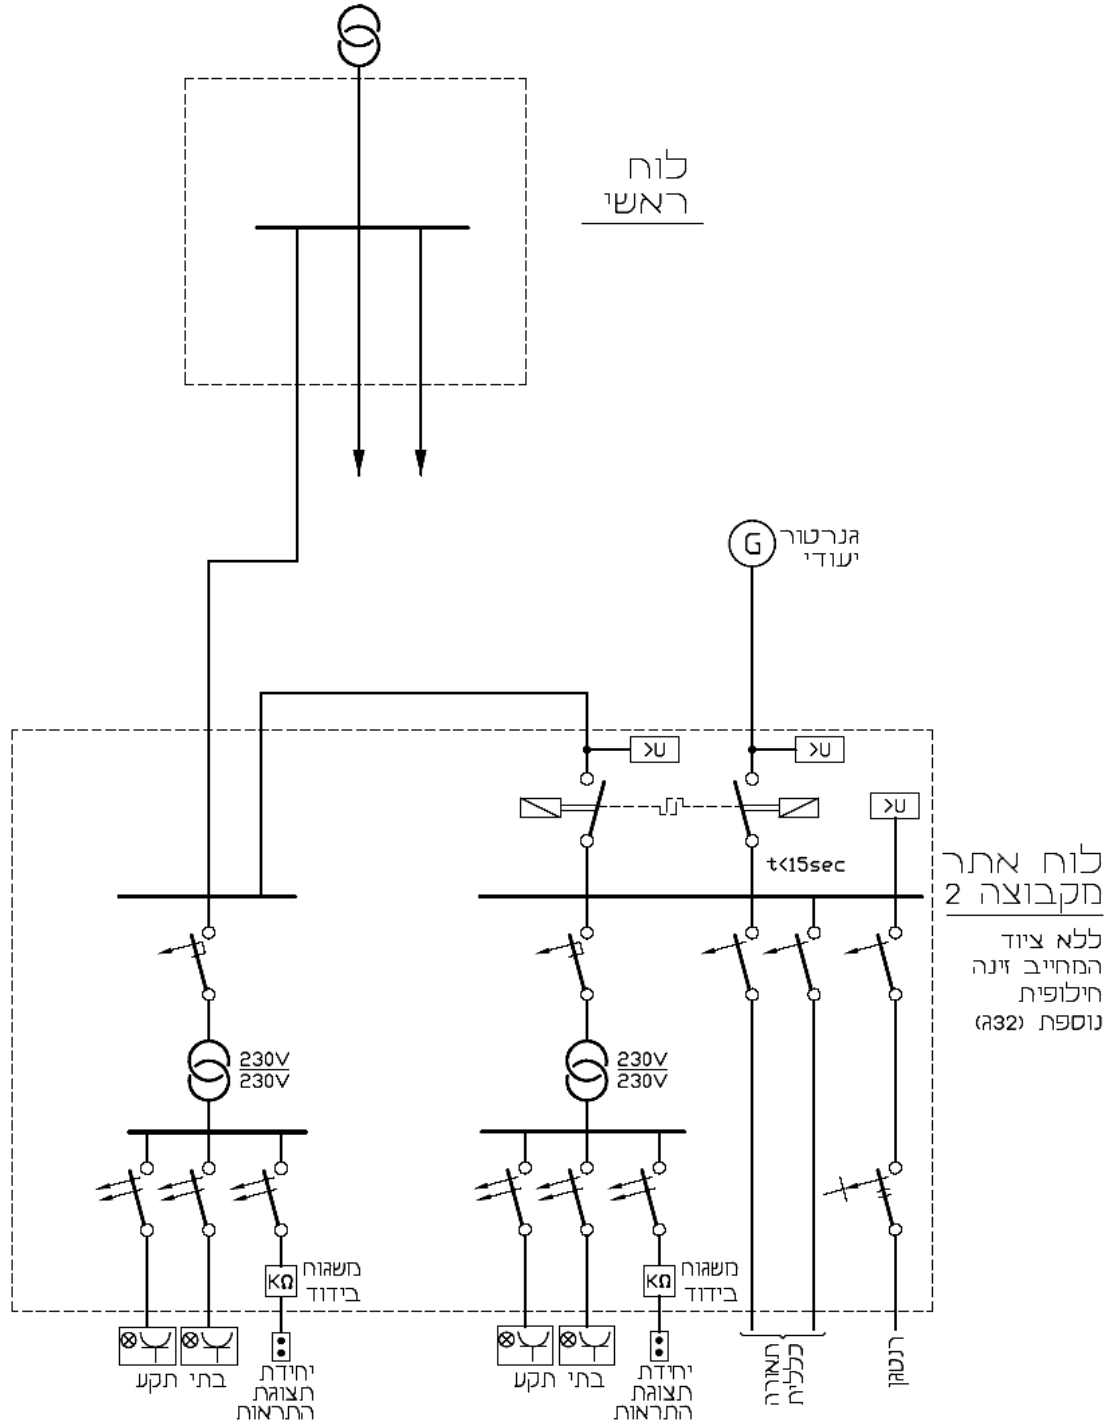 לוח
ראשי
G
גנרטור
יעודי
>U
>U
>U
t<15sec
לוח אתר
מקבוצה 2
ללא ציוד
המחייב זינה
חילופית
נוספת (32ג)
230V
230V
230V
230V
KΩ
משגוח
בידוד
KΩ
משגוח
בידוד
תקע
בתי
יחידת
תצוגת
התראות
תקע
בתי
יחידת
תצוגת
התראות
תאורה
כללית
רנטגן